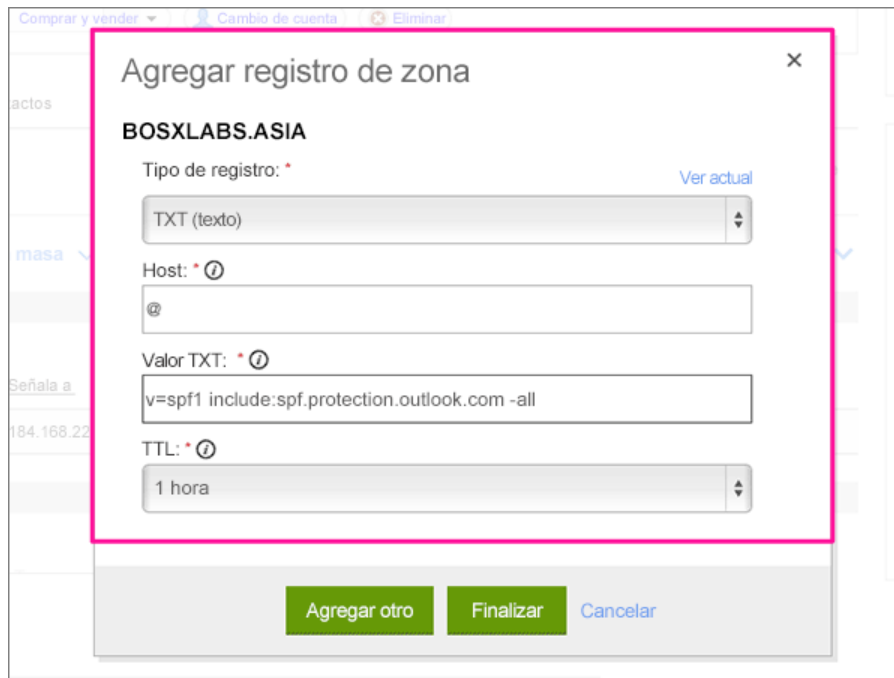 Comprar y vender
Cambio de cuenta
Eliminar
Agregar registro de zona
actos
BOSXLABS.ASIA
Tipo de registro: *
Ver actual
TXT (texto)
masa
Host: *
@
Valor TXT: *
Señala a
v=spf1 include:spf.protection.outlook.com -all
184.168.22
TTL: *
1 hora
Agregar otro
Finalizar
Cancelar